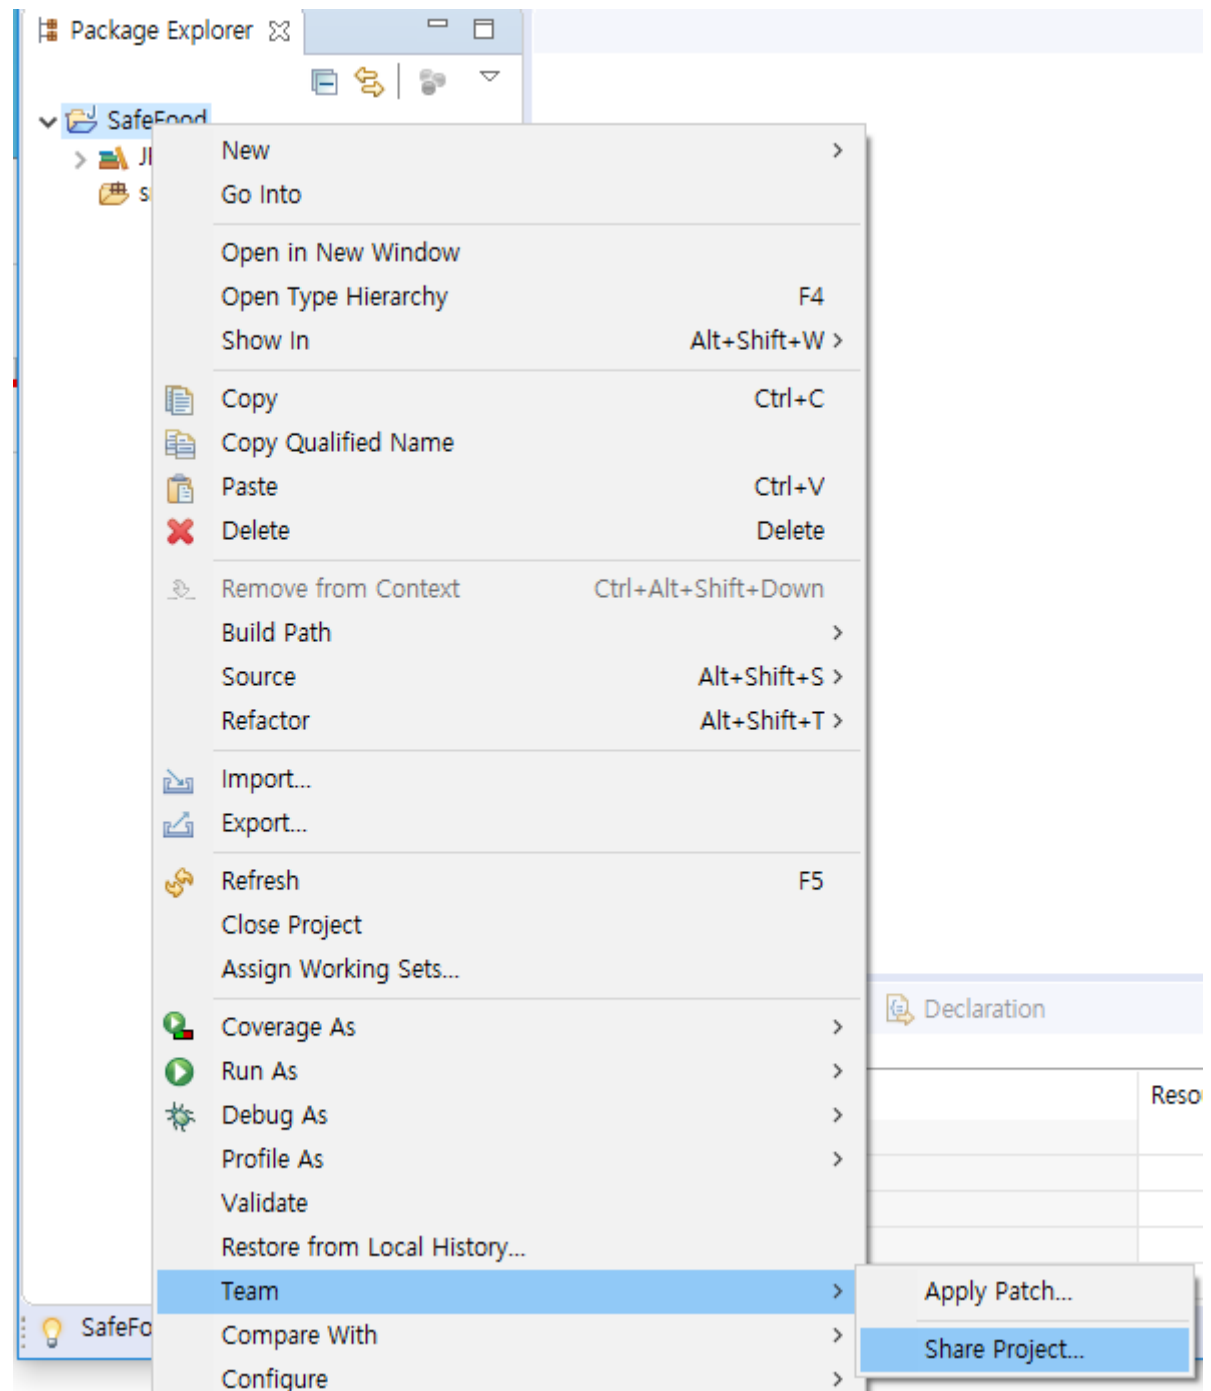 Package Explorer
SafeFood
New
Go Into
Open in New Window
Open Type Hierarchy F4
Show In Alt+Shift+W
Copy Ctrl+C
Copy Qualified Name
Paste Ctrl+V
Delete Delete
Remove from Context Ctrl+Alt+Shift+Down
Build Path
Source Alt+Shift+S
Refactor Alt+Shift+T
Import...
Export...
Refresh F5
Close Project
Assign Working Sets...
Declaration
Coverage As
Run As
Reso
Debug As
Profile As
Validate
Restore from Local History...
Team
Apply Patch...
SafeFo
Compare With
Share Project...
Configure